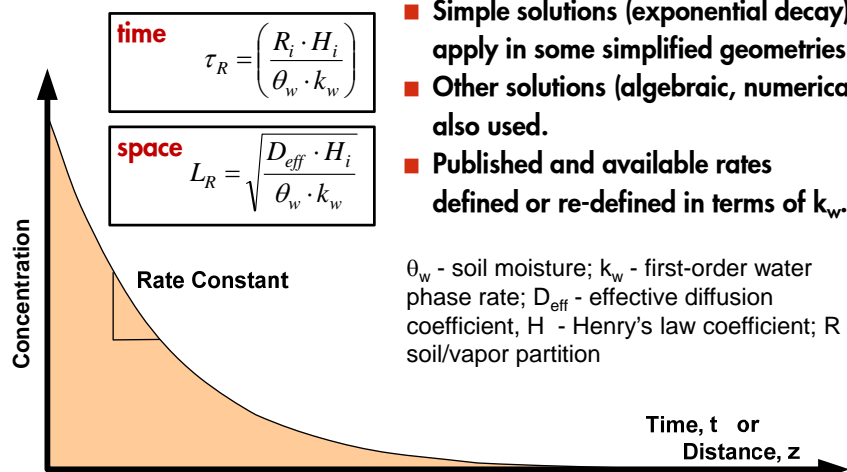 time
τ_R = (R_i · H_i / θ_w · k_w)
space
L_R = √(D_eff · H_i / θ_w · k_w)
■ Simple solutions (exponential decay)
apply in some simplified geometries
■ Other solutions (algebraic, numerica
also used.
■ Published and available rates
defined or re-defined in terms of k_w.
θ_w - soil moisture; k_w - first-order water
phase rate; D_eff - effective diffusion
coefficient, H - Henry's law coefficient; R
soil/vapor partition
Concentration
Rate Constant
Time, t or
Distance, z